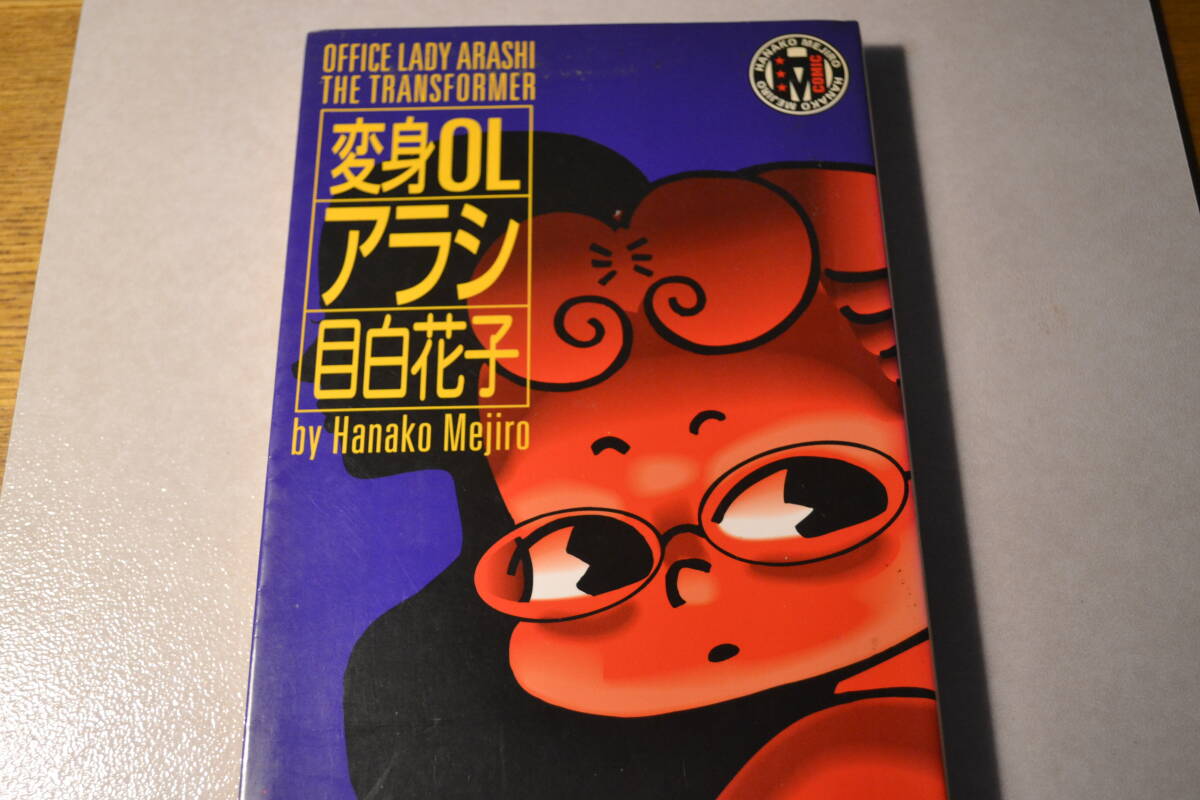 OFFICE LADY ARASHI
THE TRANSFORMER
変身OL
アラシ
目白花子
by Hanako Mejiro
HANAKO MEJIRO
M
COMIC
HANAKO MEJIRO